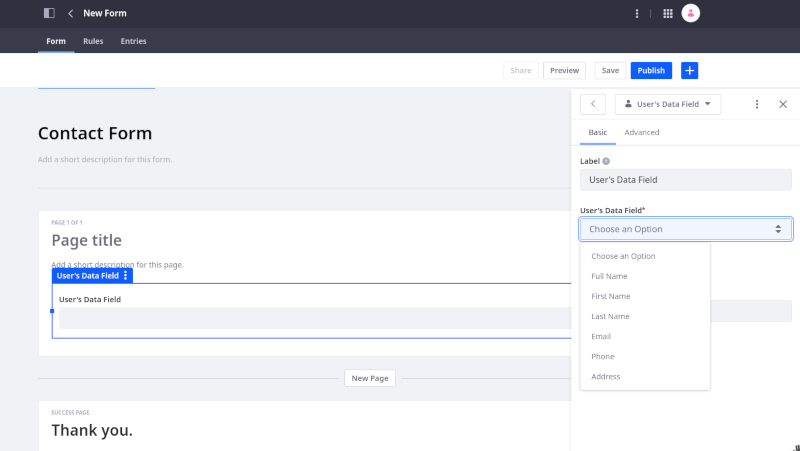 New Form
Form
Rules
Entries
Share
Preview
Save
Publish
Contact Form
Add a short description for this form.
PAGE 1 OF 1
Page title
Add a short description for this page.
User's Data Field
User's Data Field
New Page
SUCCESS PAGE
Thank you.
User's Data Field
Basic
Advanced
Label
User's Data Field
User's Data Field*
Choose an Option
Choose an Option
Full Name
First Name
Last Name
Email
Phone
Address